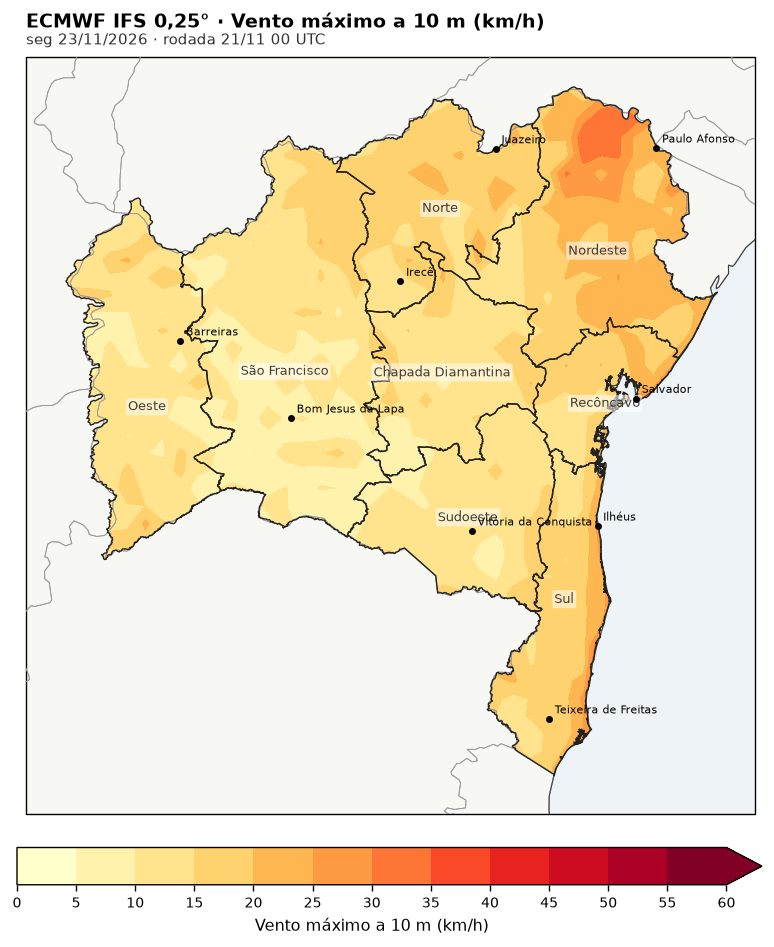 ECMWF IFS 0,25° · Vento máximo a 10 m (km/h)
seg 23/11/2026 · rodada 21/11 00 UTC
Juazeiro
Paulo Afonso
Norte
Nordeste
Irecê
Barreiras
São Francisco
Chapada Diamantina
Salvador
Oeste
Bom Jesus da Lapa
Recôncavo
Sudoeste
Vitória da Conquista
Ilhéus
Sul
Teixeira de Freitas
0 5 10 15 20 25 30 35 40 45 50 55 60
Vento máximo a 10 m (km/h)